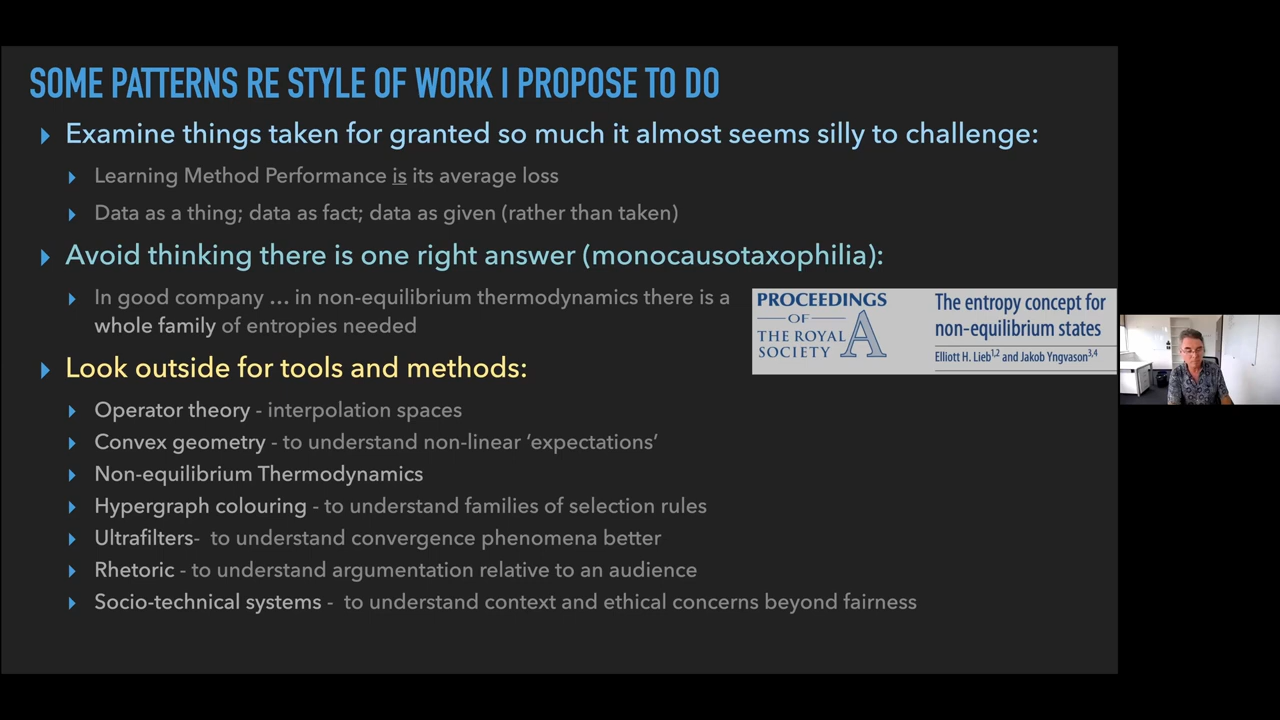 SOME PATTERNS RE STYLE OF WORK I PROPOSE TO DO
Examine things taken for granted so much it almost seems silly to challenge:
Learning Method Performance is its average loss
Data as a thing; data as fact; data as given (rather than taken)
Avoid thinking there is one right answer (monocausotaxophilia):
In good company … in non-equilibrium thermodynamics there is a
whole family of entropies needed
PROCEEDINGS
OF
THE ROYAL
SOCIETY A
The entropy concept for
non-equilibrium states
Elliott H. Lieb1,2 and Jakob Yngvason3,4
Look outside for tools and methods:
Operator theory - interpolation spaces
Convex geometry - to understand non-linear ‘expectations’
Non-equilibrium Thermodynamics
Hypergraph colouring - to understand families of selection rules
Ultrafilters- to understand convergence phenomena better
Rhetoric - to understand argumentation relative to an audience
Socio-technical systems - to understand context and ethical concerns beyond fairness